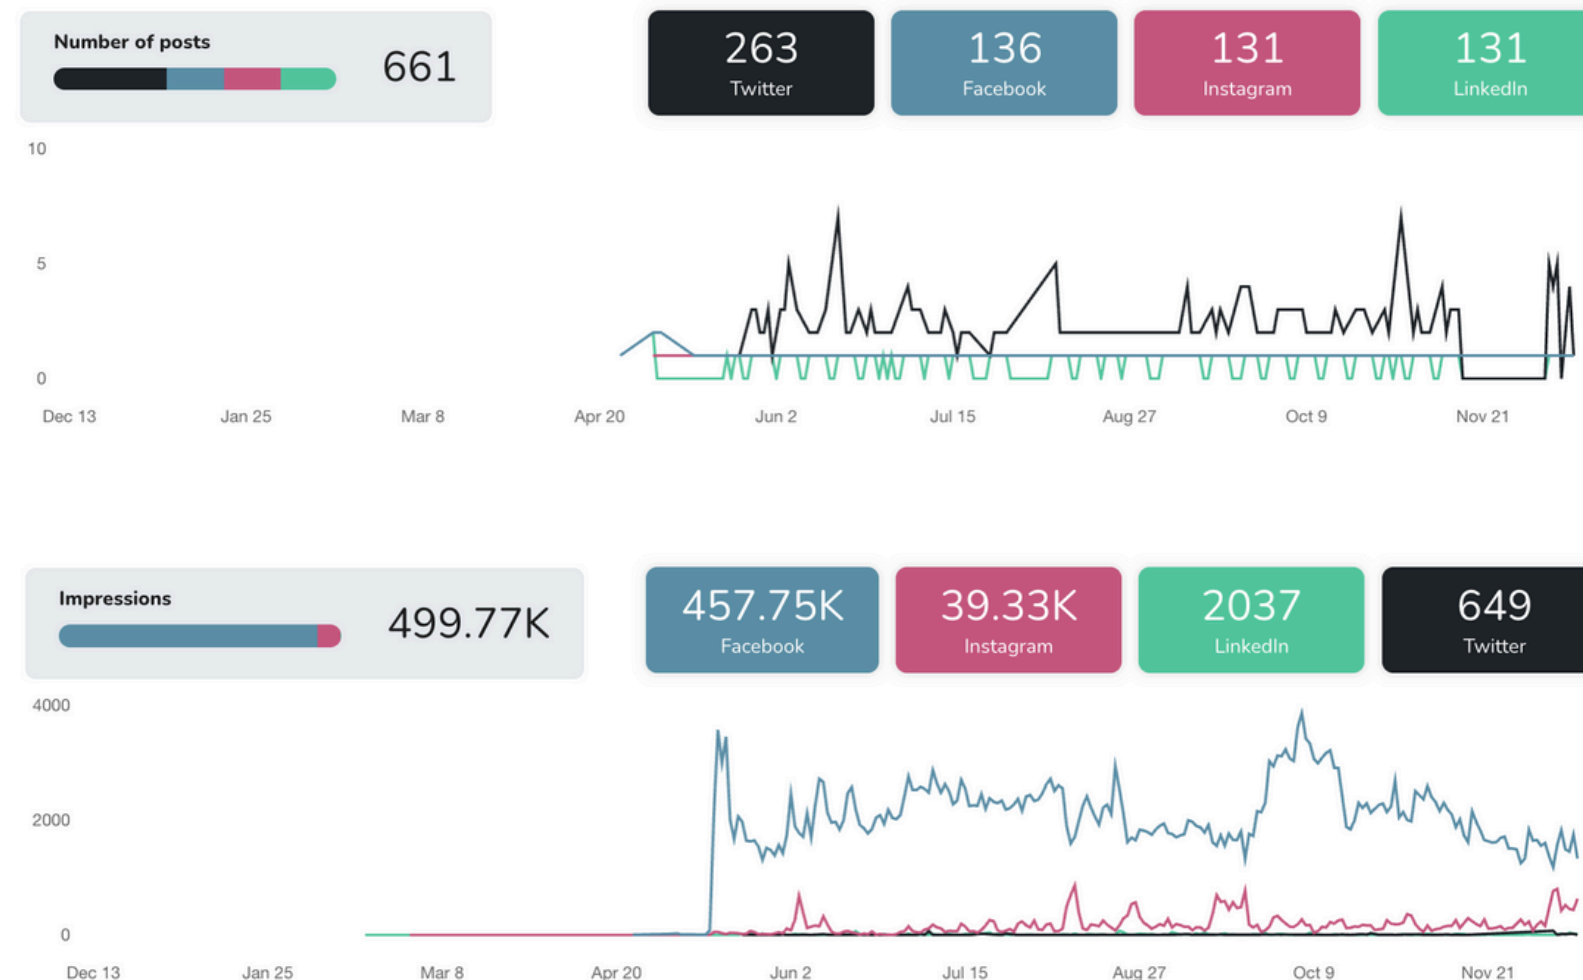 Number of posts
661
263
Twitter
136
Facebook
131
Instagram
131
LinkedIn
10
5
0
Dec 13 Jan 25 Mar 8 Apr 20 Jun 2 Jul 15 Aug 27 Oct 9 Nov 21
Impressions
499.77K
457.75K
Facebook
39.33K
Instagram
2037
LinkedIn
649
Twitter
4000
2000
0
Dec 13 Jan 25 Mar 8 Apr 20 Jun 2 Jul 15 Aug 27 Oct 9 Nov 21